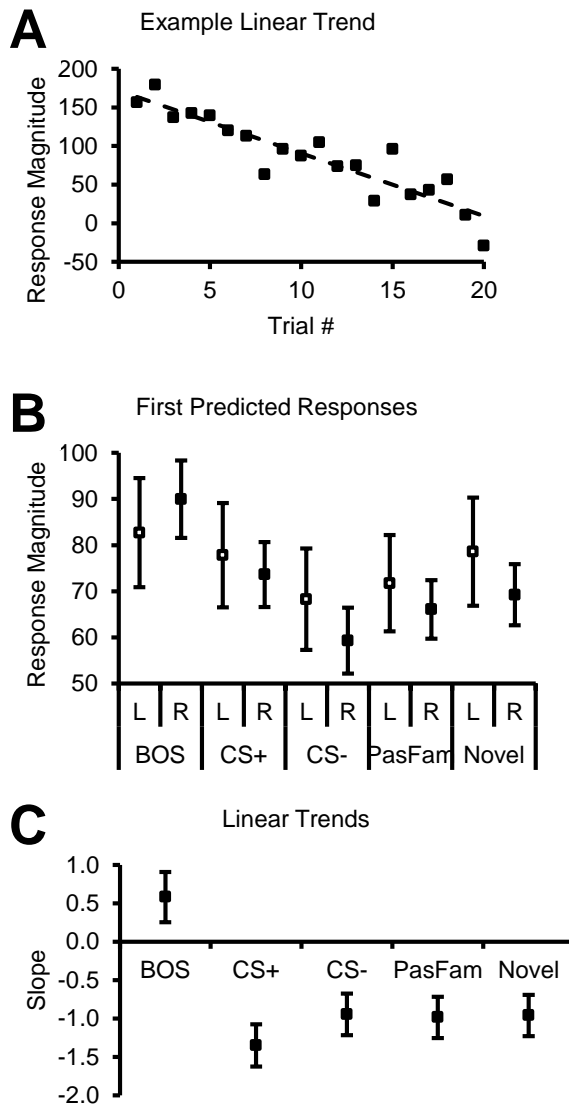 A
Example Linear Trend
200
150
100
50
0
-50
Response Magnitude
0 5 10 15 20
Trial #
B
First Predicted Responses
100
90
80
70
60
50
Response Magnitude
L R L R L R L R L R
BOS CS+ CS- PasFam Novel
C
Linear Trends
1.0
0.5
0.0
-0.5
-1.0
-1.5
-2.0
Slope
BOS CS+ CS- PasFam Novel